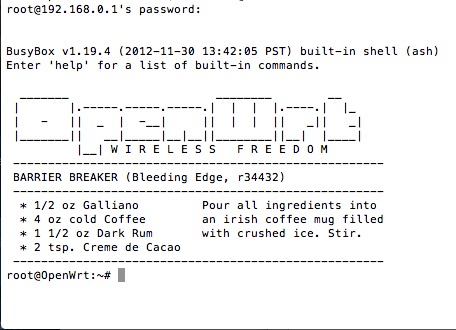 root@192.168.0.1's password:
BusyBox v1.19.4 (2012-11-30 13:42:05 PST) built-in shell (ash)
Enter 'help' for a list of built-in commands.
OpenWrt
W I R E L E S S   F R E E D O M
BARRIER BREAKER (Bleeding Edge, r34432)
* 1/2 oz Galliano        Pour all ingredients into
* 4 oz cold Coffee       an irish coffee mug filled
* 1 1/2 oz Dark Rum      with crushed ice. Stir.
* 2 tsp. Creme de Cacao
root@OpenWrt:~#